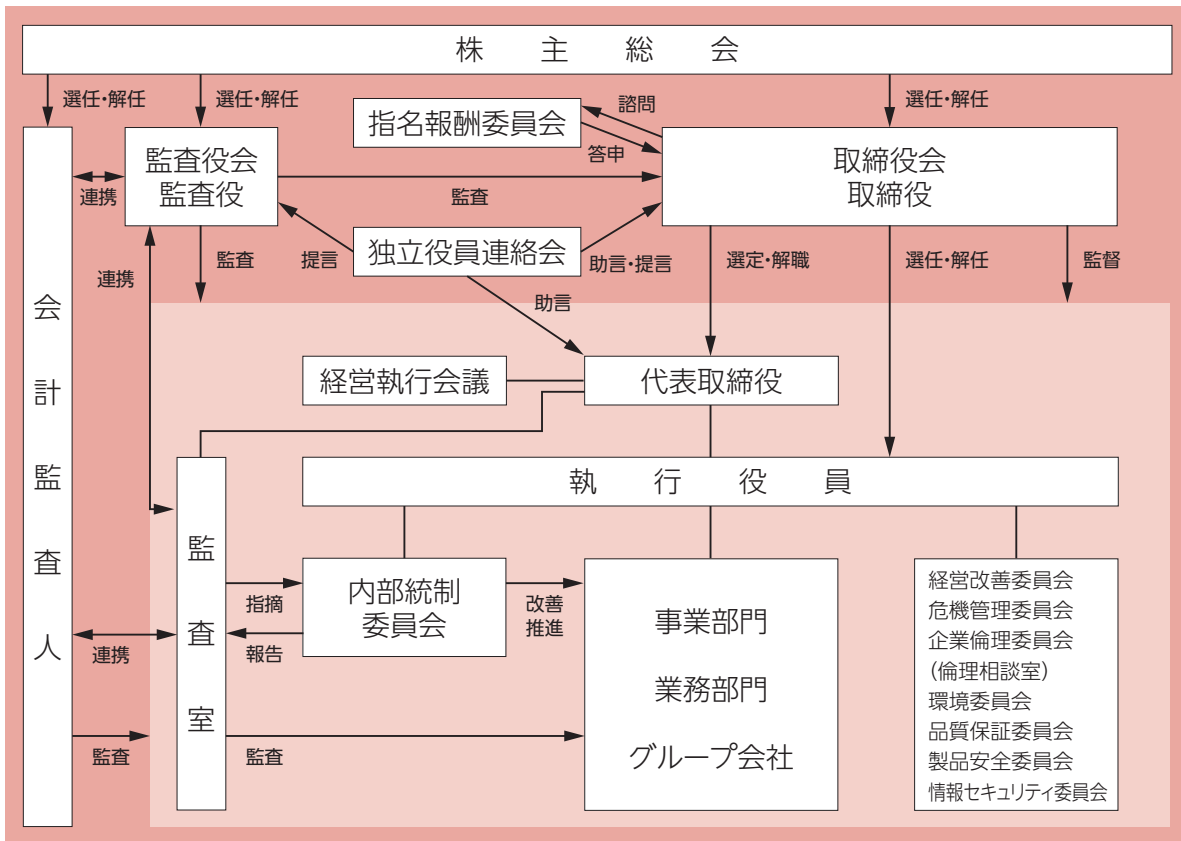 株主総会
選任・解任
選任・解任
選任・解任
指名報酬委員会
諮問
答申
監査役会
監査役
取締役会
取締役
連携
監査
独立役員連絡会
連携
監査
提言
助言・提言
選定・解職
選任・解任
監督
助言
会計監査人
経営執行会議
代表取締役
執行役員
監査室
内部統制
委員会
指摘
報告
改善
推進
事業部門
業務部門
グループ会社
経営改善委員会
危機管理委員会
企業倫理委員会
(倫理相談室)
環境委員会
品質保証委員会
製品安全委員会
情報セキュリティ委員会
連携
監査
監査